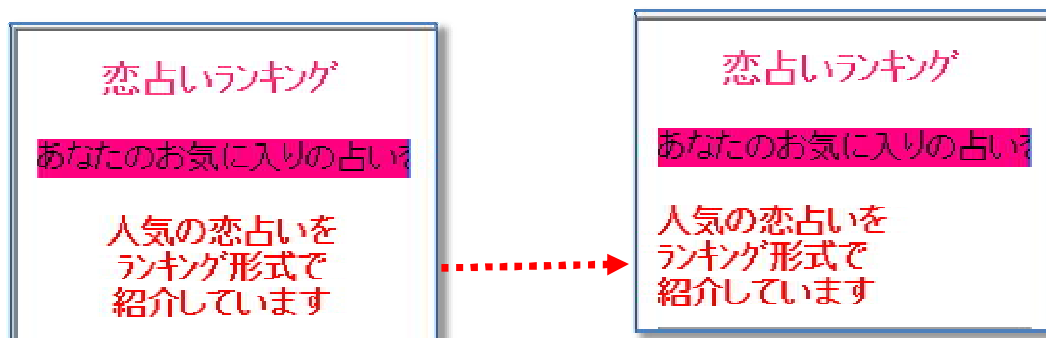 恋占いランキング
あなたのお気に入りの占い
人気の恋占いを
ランキング形式で
紹介しています
恋占いランキング
あなたのお気に入りの占い
人気の恋占いを
ランキング形式で
紹介しています